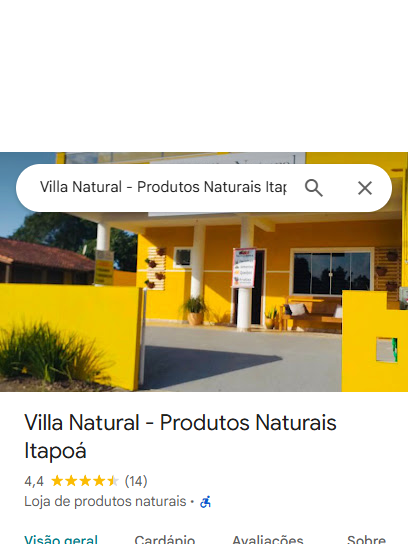 Villa Natural - Produtos Naturais Itap
Villa Natural - Produtos Naturais
Itapoá
4,4 (14)
Loja de produtos naturais ·
Visão geral Cardápio Avaliações Sobre